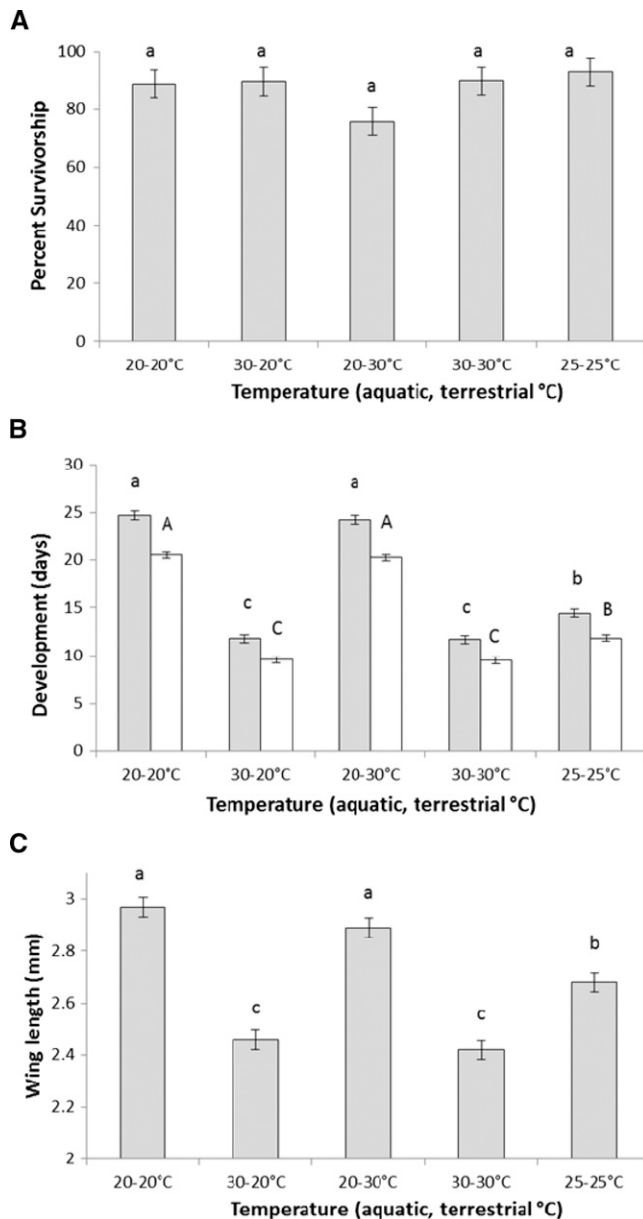 A
a a a a a
100
80
60
40
20
0
Percent Survivorship
20-20°C 30-20°C 20-30°C 30-30°C 25-25°C
Temperature (aquatic, terrestrial °C)
B
30
25
20
15
10
5
0
Development (days)
a A c C a A c C b B
20-20°C 30-20°C 20-30°C 30-30°C 25-25°C
Temperature (aquatic, terrestrial °C)
C
3
2.8
2.6
2.4
2.2
2
Wing length (mm)
a c a c b
20-20°C 30-20°C 20-30°C 30-30°C 25-25°C
Temperature (aquatic, terrestrial °C)